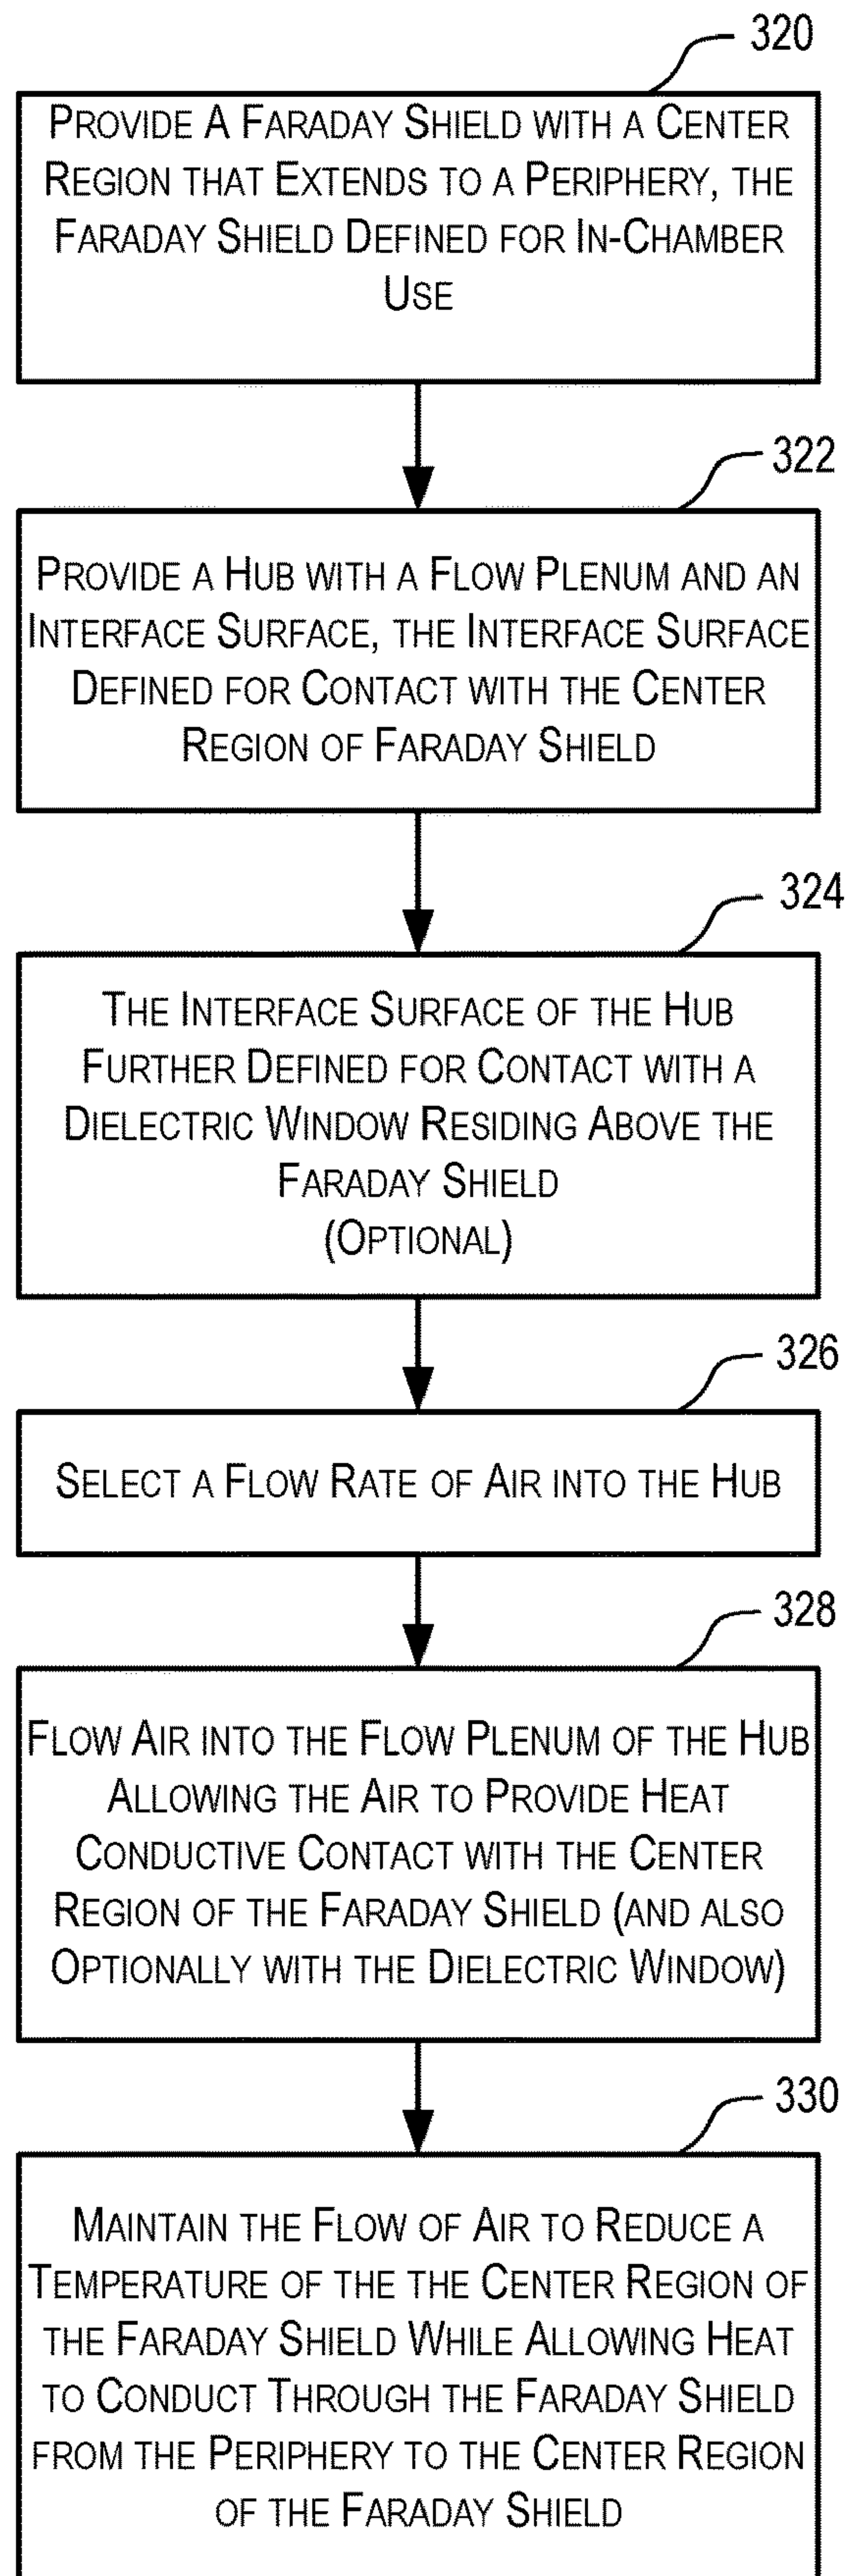 320
PROVIDE A FARADAY SHIELD WITH A CENTER
REGION THAT EXTENDS TO A PERIPHERY, THE
FARADAY SHIELD DEFINED FOR IN-CHAMBER
USE
322
PROVIDE A HUB WITH A FLOW PLENUM AND AN
INTERFACE SURFACE, THE INTERFACE SURFACE
DEFINED FOR CONTACT WITH THE CENTER
REGION OF FARADAY SHIELD
324
THE INTERFACE SURFACE OF THE HUB
FURTHER DEFINED FOR CONTACT WITH A
DIELECTRIC WINDOW RESIDING ABOVE THE
FARADAY SHIELD
(OPTIONAL)
326
SELECT A FLOW RATE OF AIR INTO THE HUB
328
FLOW AIR INTO THE FLOW PLENUM OF THE HUB
ALLOWING THE AIR TO PROVIDE HEAT
CONDUCTIVE CONTACT WITH THE CENTER
REGION OF THE FARADAY SHIELD (AND ALSO
OPTIONALLY WITH THE DIELECTRIC WINDOW)
330
MAINTAIN THE FLOW OF AIR TO REDUCE A
TEMPERATURE OF THE THE CENTER REGION OF
THE FARADAY SHIELD WHILE ALLOWING HEAT
TO CONDUCT THROUGH THE FARADAY SHIELD
FROM THE PERIPHERY TO THE CENTER REGION
OF THE FARADAY SHIELD